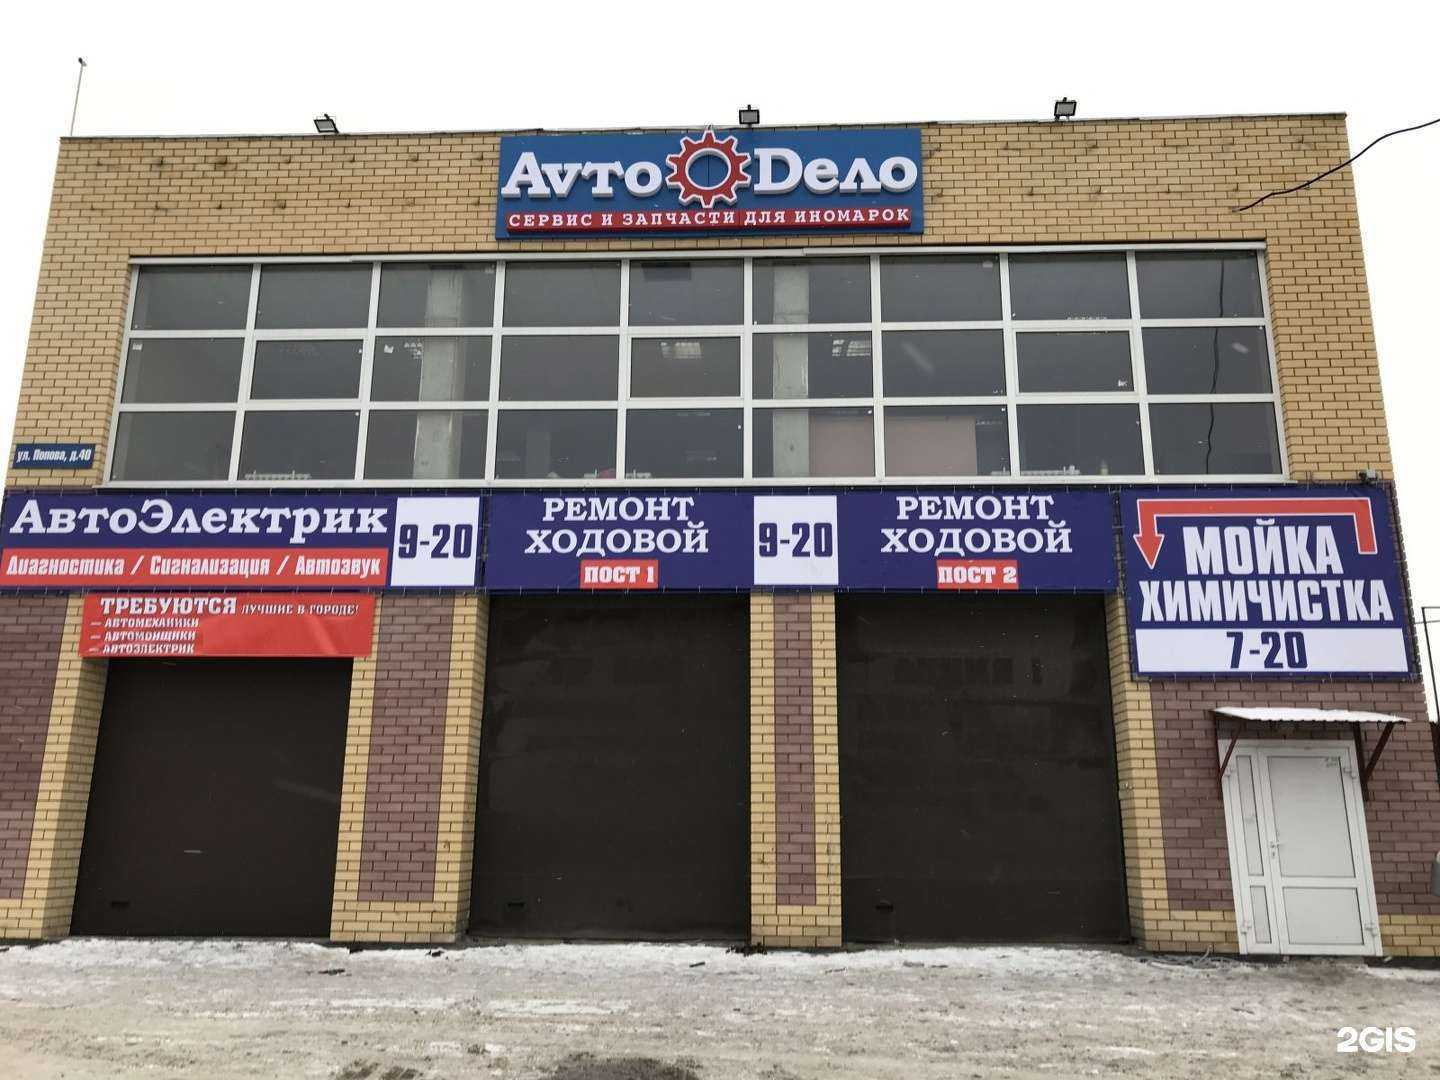 AvтоDело
СЕРВИС И ЗАПЧАСТИ ДЛЯ ИНОМАРОК
ул. Попова, д.40
АвтоЭлектрик
Диагностика / Сигнализация / Автозвук
9-20
РЕМОНТ
ХОДОВОЙ
ПОСТ 1
9-20
РЕМОНТ
ХОДОВОЙ
ПОСТ 2
МОЙКА
ХИМЧИСТКА
7-20
ТРЕБУЮТСЯ ЛУЧШИЕ В ГОРОДЕ!
– АВТОМЕХАНИКИ
– АВТОМОЙЩИКИ
– АВТОЭЛЕКТРИК
2GIS